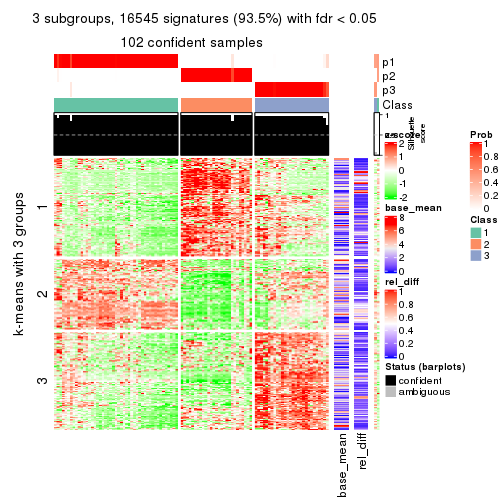 3 subgroups, 16545 signatures (93.5%) with fdr < 0.05
102 confident samples
p1
p2
p3
Class
1
Silhouette
score
k-means with 3 groups
1
2
3
base_mean
rel_diff
z-score
2
1
0
-1
-2
base_mean
8
6
4
2
0
rel_diff
1
0.8
0.6
0.4
0.2
0
Status (barplots)
confident
ambiguous
Prob
1
0.8
0.6
0.4
0.2
0
Class
1
2
3